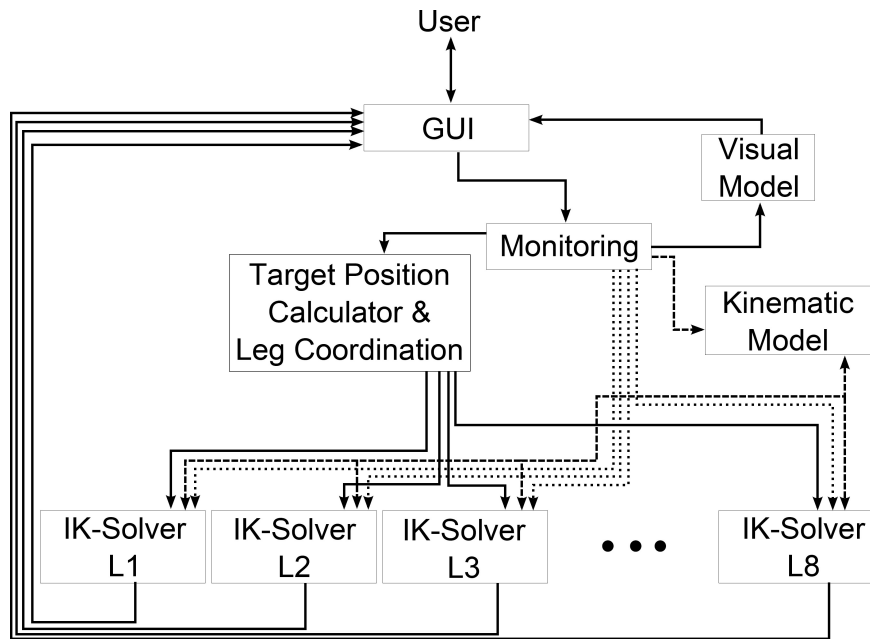 User
GUI
Visual
Model
Monitoring
Target Position
Calculator &
Leg Coordination
Kinematic
Model
IK-Solver
L1
IK-Solver
L2
IK-Solver
L3
IK-Solver
L8